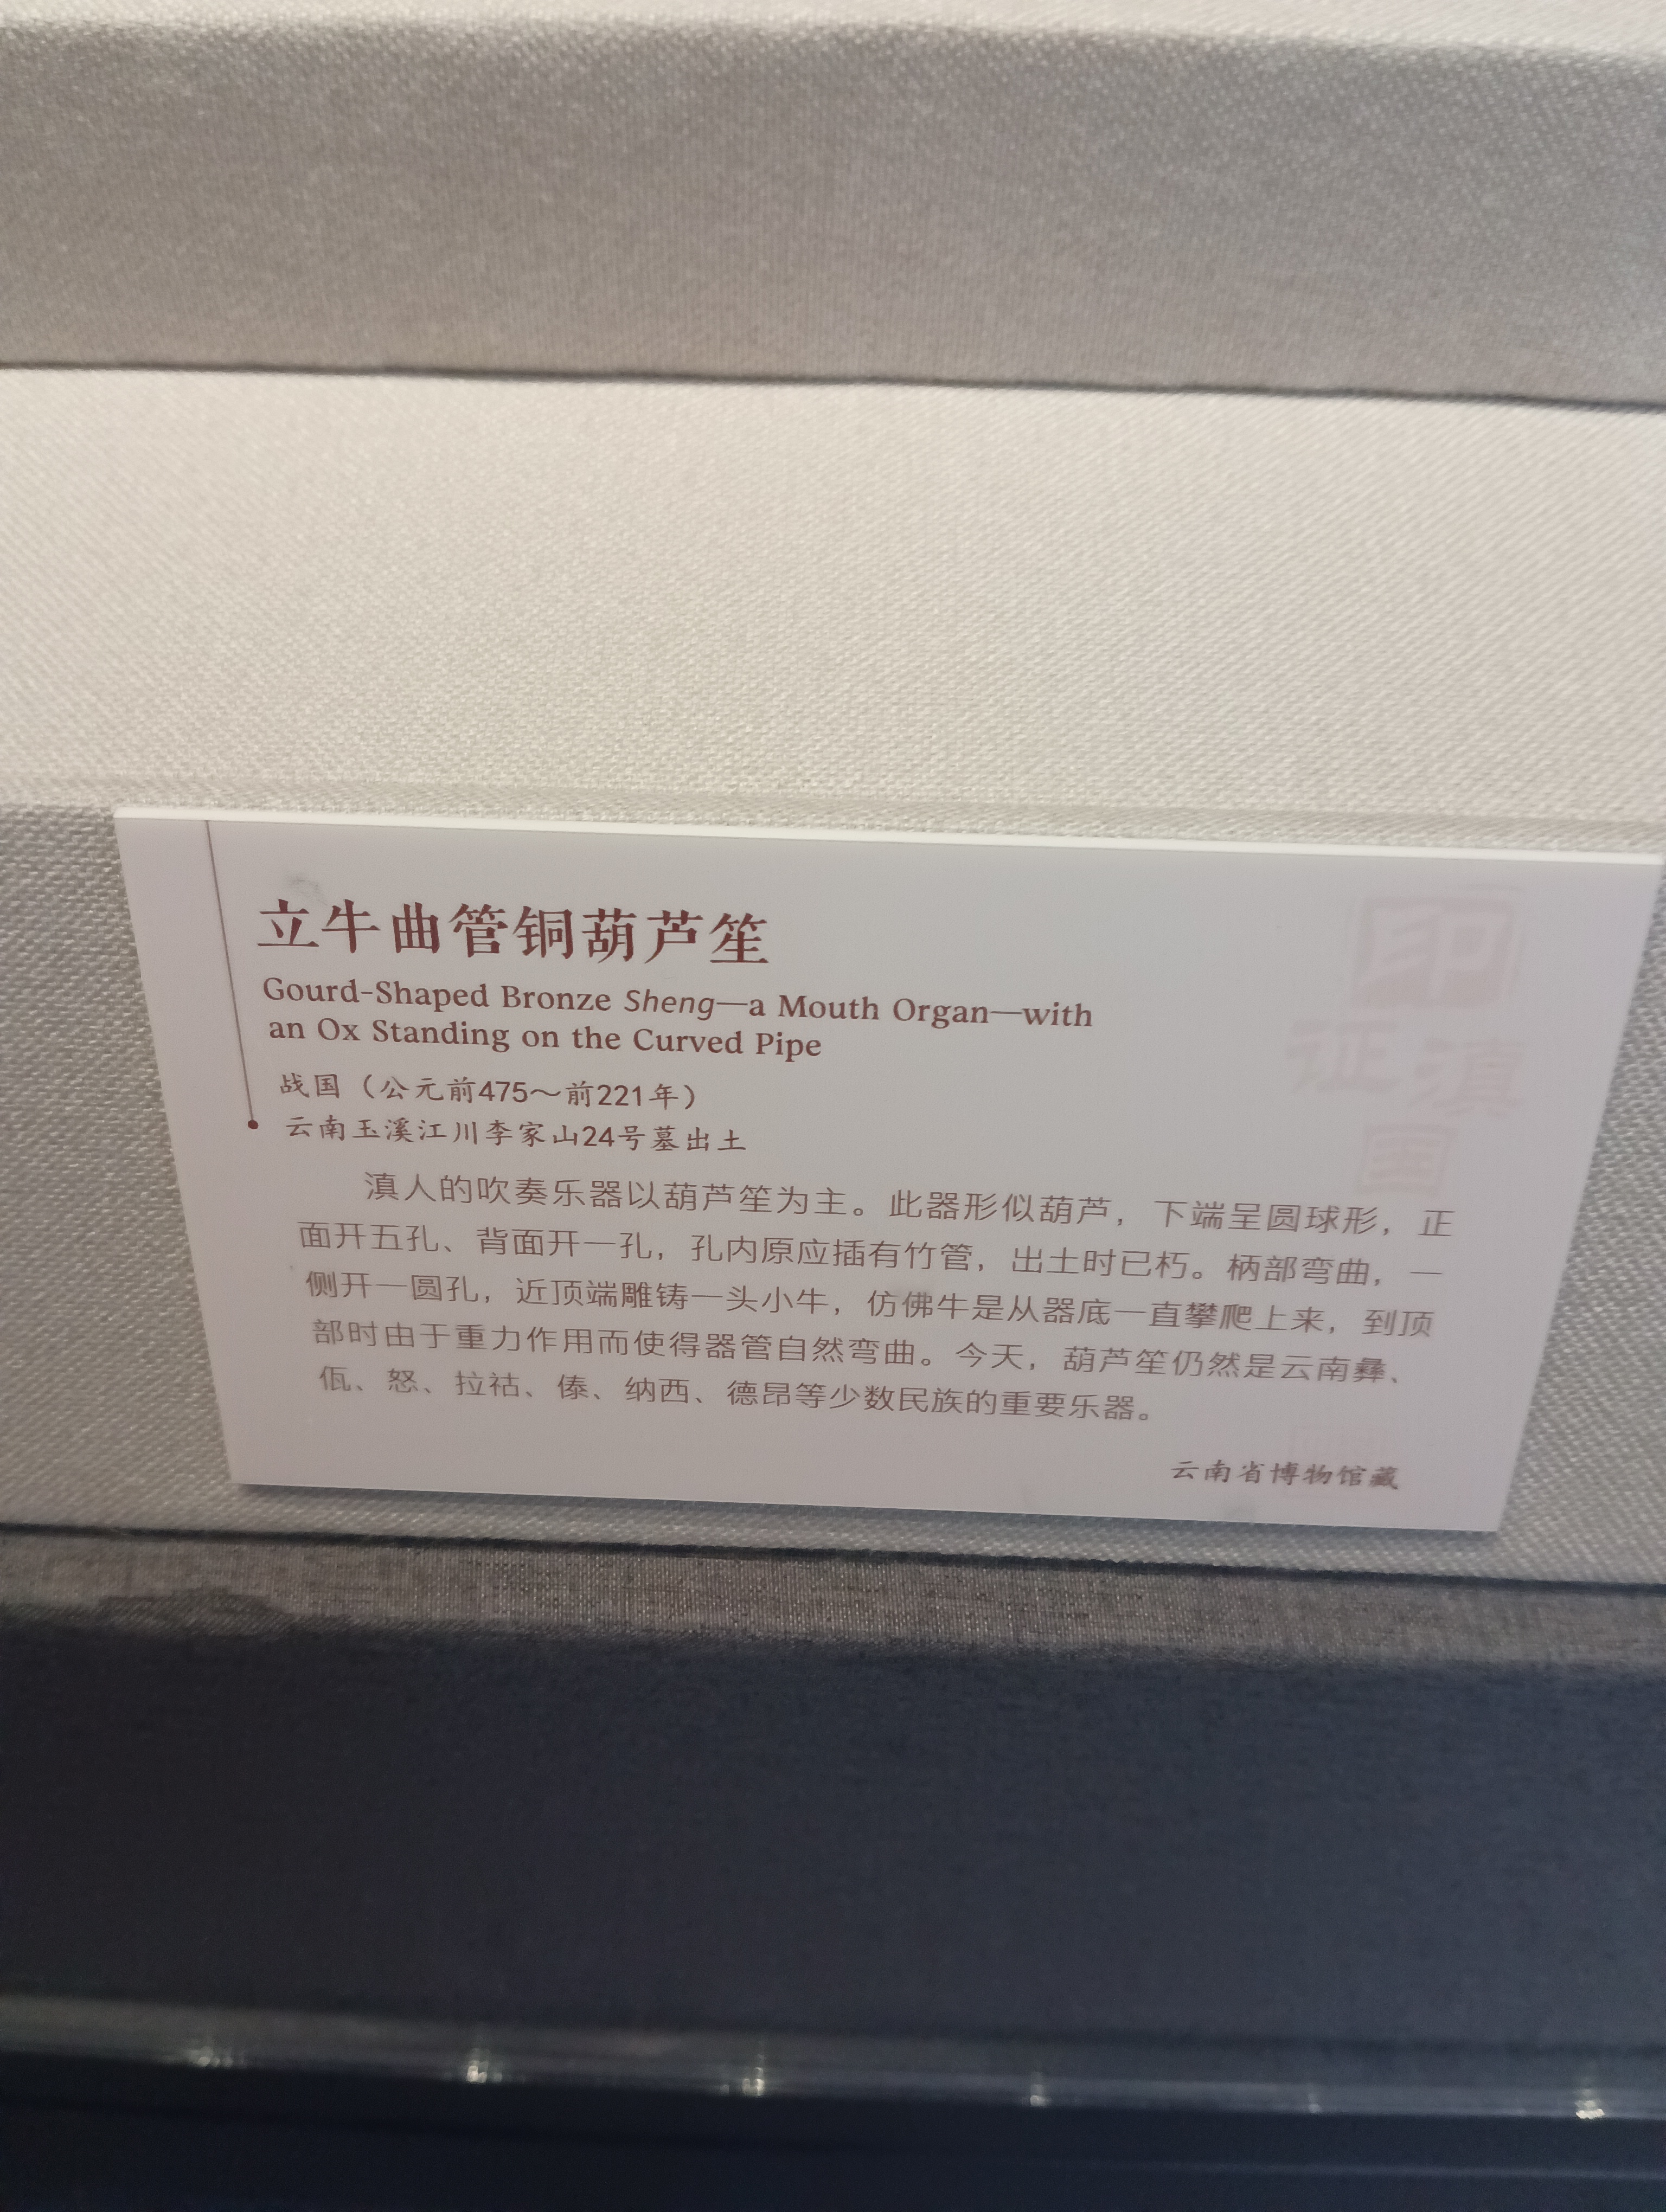 立牛曲管铜葫芦笙
Gourd-Shaped Bronze Sheng—a Mouth Organ—with
an Ox Standing on the Curved Pipe
战国（公元前475～前221年）
云南玉溪江川李家山24号墓出土
滇人的吹奏乐器以葫芦笙为主。此器形似葫芦，下端呈圆球形，正
面开五孔、背面开一孔，孔内原应插有竹管，出土时已朽。柄部弯曲，一
侧开一圆孔，近顶端雕铸一头小牛，仿佛牛是从器底一直攀爬上来，到顶
部时由于重力作用而使得器管自然弯曲。今天，葫芦笙仍然是云南彝、
佤、怒、拉祜、傣、纳西、德昂等少数民族的重要乐器。
云南省博物馆藏
印
证滇
国